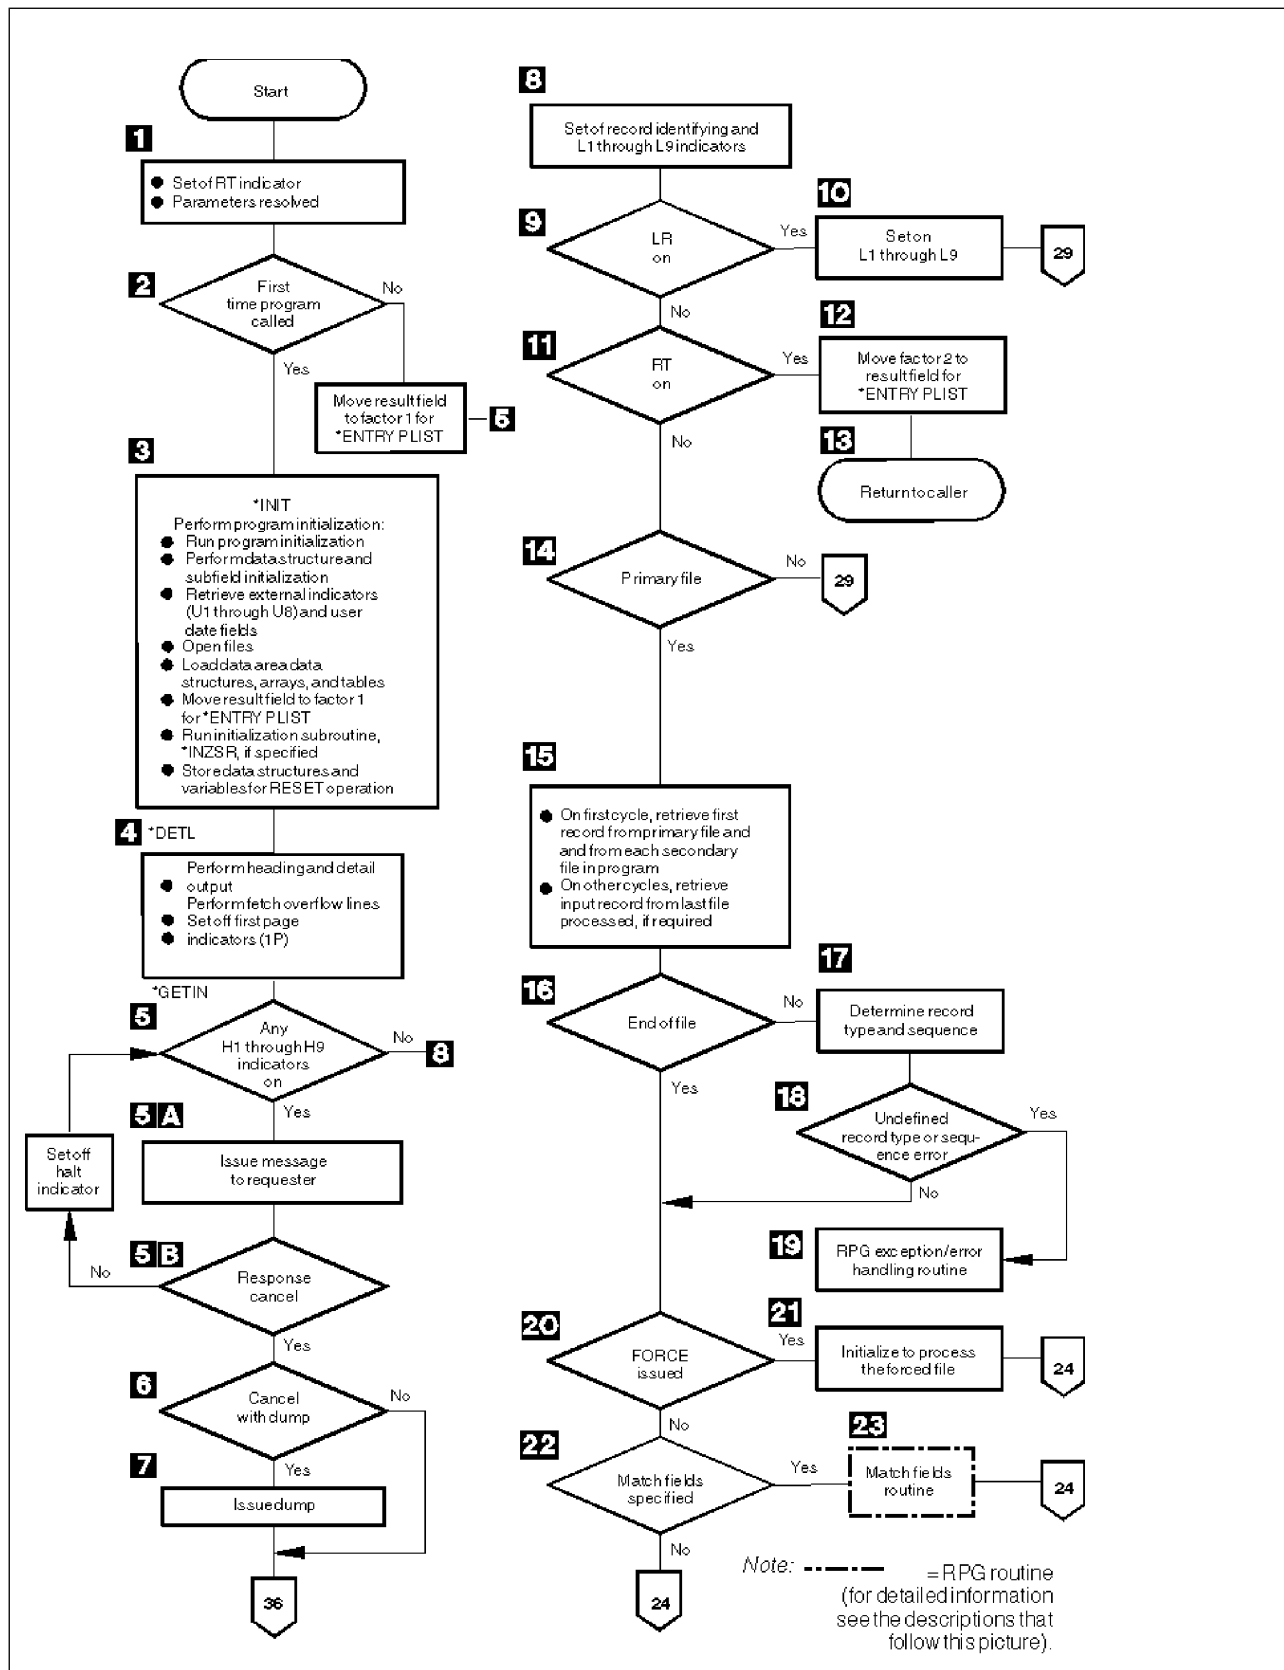 Start
1
Set of RT indicator
Parameters resolved
2
First
time program
called
No
Yes
Move result field
to factor 1 for
*ENTRY PLIST
5
3
*INIT
Perform program initialization:
Run program initialization
Perform data structure and
subfield initialization
Retrieve external indicators
(U1 through U8) and user
date fields
Open files
Load data area data
structures, arrays, and tables
Move result field to factor 1
for *ENTRY PLIST
Run initialization subroutine,
*INZSR, if specified
Store data structures and
variables for RESET operation
4 *DETL
Perform heading and detail
output
Perform fetch overflow lines
Set off first page
indicators (1P)
*GETIN
5
Any
H1 through H9
indicators
on
No
8
Yes
5 A
Issue message
to requester
Set off
halt
indicator
5 B
No
Response
cancel
Yes
6
Cancel
with dump
No
7
Yes
Issue dump
36
8
Set of record identifying and
L1 through L9 indicators
9
LR
on
Yes
10
Set on
L1 through L9
29
No
11
RT
on
Yes
12
Move factor 2 to
result field for
*ENTRY PLIST
13
Return to caller
No
14
Primary file
No
29
Yes
15
On first cycle, retrieve first
record from primary file and
and from each secondary
file in program
On other cycles, retrieve
input record from last file
processed, if required
16
End of file
No
17
Determine record
type and sequence
Yes
18
Undefined
record type or sequ-
ence error
Yes
No
19
RPG exception/error
handling routine
20
FORCE
issued
Yes
21
Initialize to process
the forced file
24
No
22
Match fields
specified
Yes
23
Match fields
routine
24
No
24
Note:
= RPG routine
(for detailed information
see the descriptions that
follow this picture).